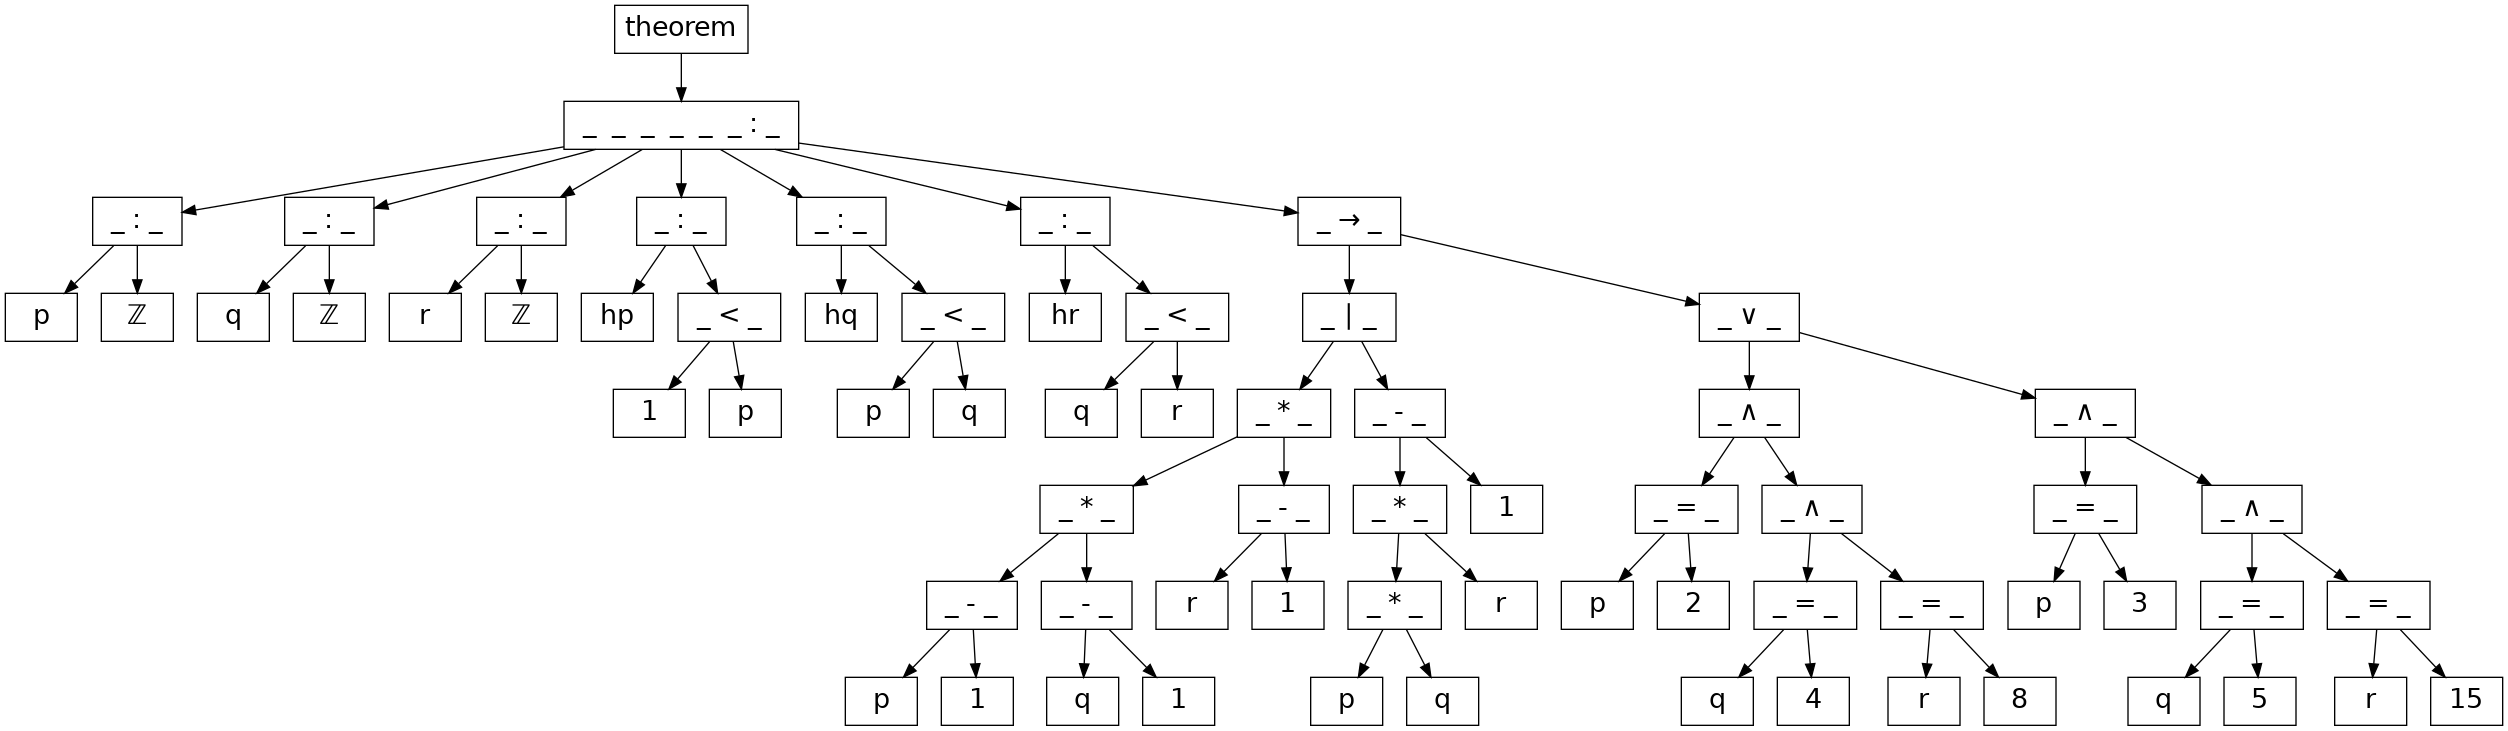 theorem
_ _ _ _ _ _ : _
_ : _ _ : _ _ : _ _ : _ _ : _ _ : _ _ → _
p ℤ q ℤ r ℤ hp _ < _ hq _ < _ hr _ < _ _ | _ _ ∨ _
1 p p q q r _ * _ _ - _ _ ∧ _ _ ∧ _
_ * _ _ - _ _ * _ 1 _ = _ _ ∧ _ _ = _ _ ∧ _
_ - _ _ - _ r 1 _ * _ r p 2 _ = _ _ = _ p 3 _ = _ _ = _
p 1 q 1 p q q 4 r 8 q 5 r 15